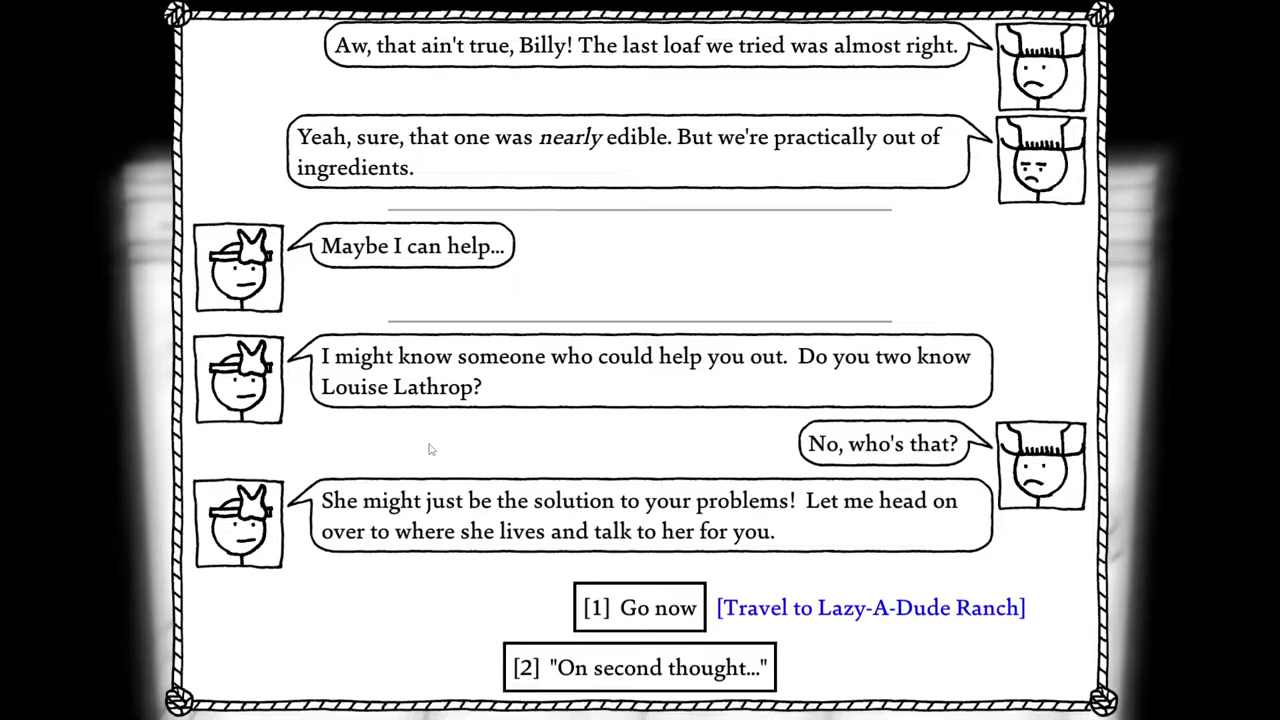 Aw, that ain't true, Billy! The last loaf we tried was almost right.
Yeah, sure, that one was nearly edible. But we're practically out of
ingredients.
Maybe I can help...
I might know someone who could help you out. Do you two know
Louise Lathrop?
No, who's that?
She might just be the solution to your problems! Let me head on
over to where she lives and talk to her for you.
[1] Go now [Travel to Lazy-A-Dude Ranch]
[2] "On second thought..."